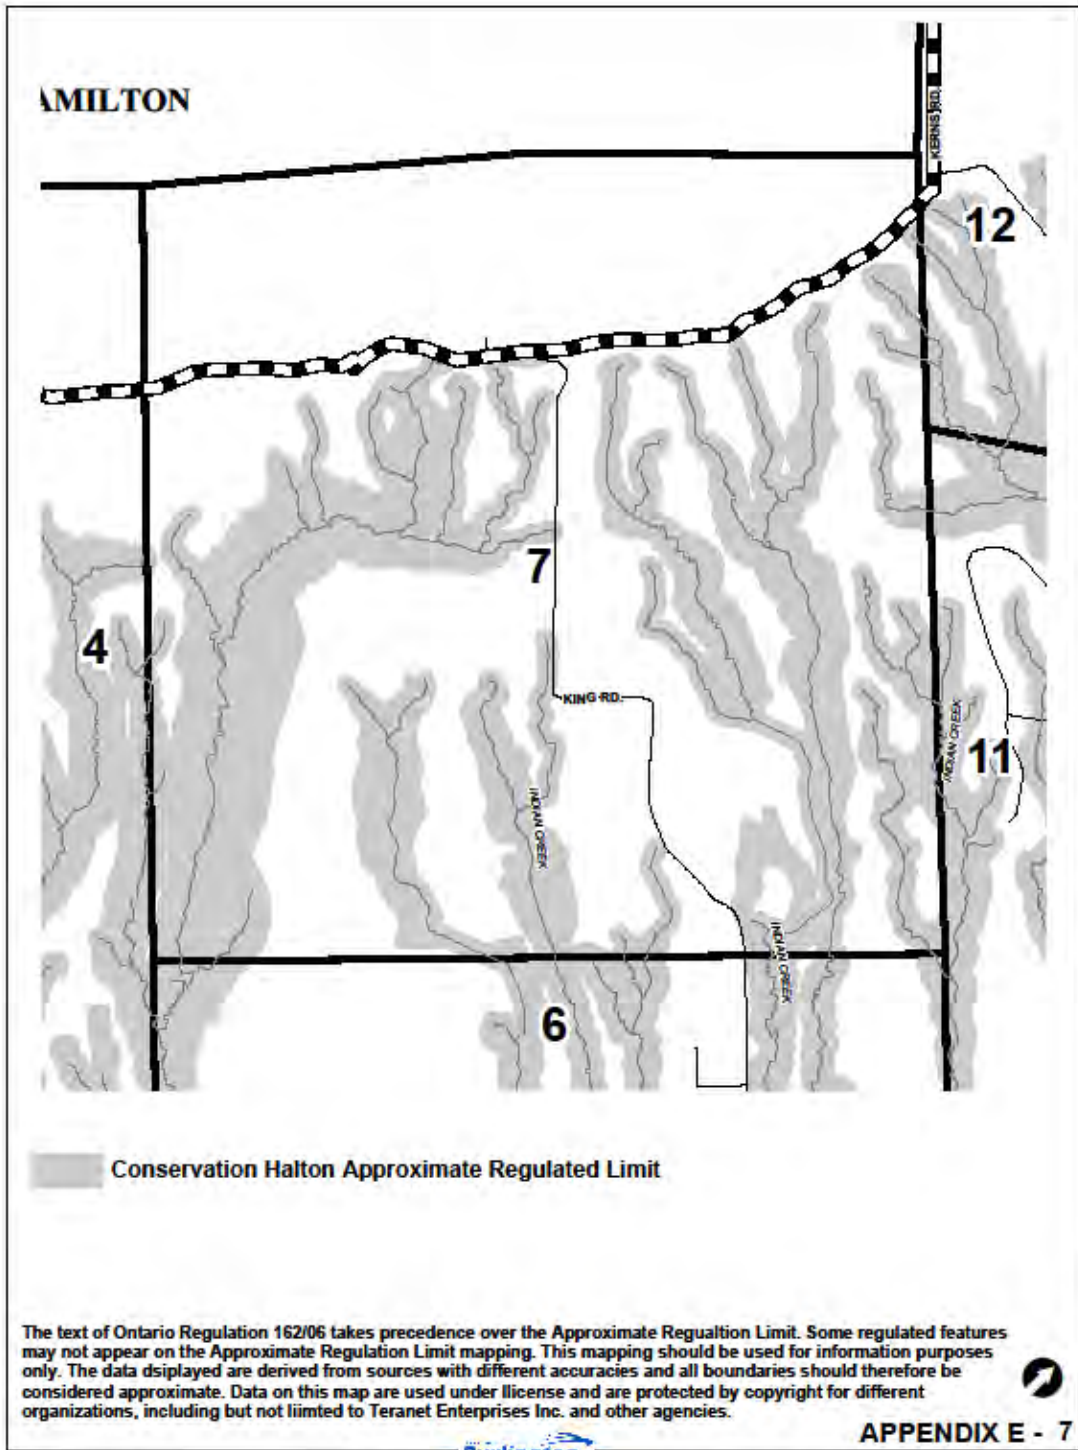 AMILTON
KERNS RD.
12
7
4
KING RD.
INDIAN CREEK
11
INDIAN CREEK
INDIAN CREEK
6
Conservation Halton Approximate Regulated Limit
The text of Ontario Regulation 162/06 takes precedence over the Approximate Regualtion Limit. Some regulated features
may not appear on the Approximate Regulation Limit mapping. This mapping should be used for information purposes
only. The data dsiplayed are derived from sources with different accuracies and all boundaries should therefore be
considered approximate. Data on this map are used under llicense and are protected by copyright for different
organizations, including but not liimted to Teranet Enterprises Inc. and other agencies.
APPENDIX E - 7